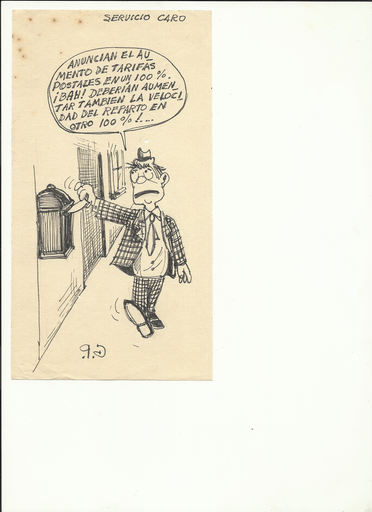 SERVICIO CARO
ANUNCIAN EL AU
MENTO DE TARIFAS
POSTALES EN UN 100%.
¡BAH! DEBERÍAN AUMEN
TAR TAMBIEN LA VELOCI
DAD DEL REPARTO EN
OTRO 100%!...